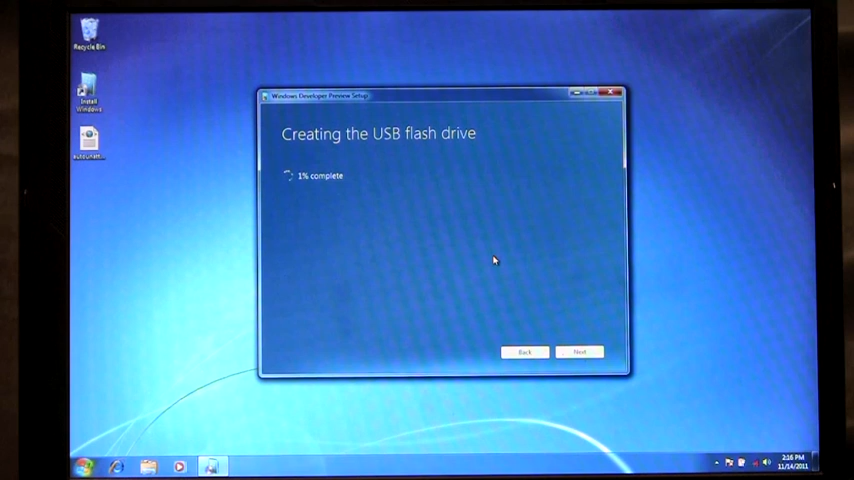 Recycle Bin
Install
Windows
autounatt...
Windows Developer Preview Setup
Creating the USB flash drive
1% complete
Back
Next
2:16 PM
11/14/2011